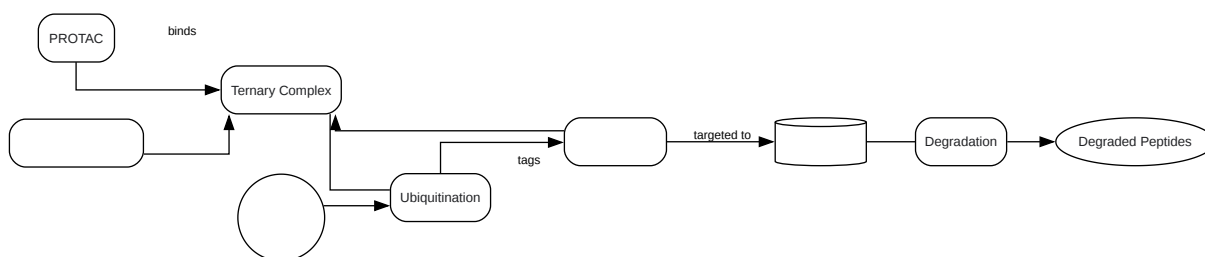 PROTAC
binds
Ternary Complex
targeted to
Degradation
Degraded Peptides
tags
Ubiquitination